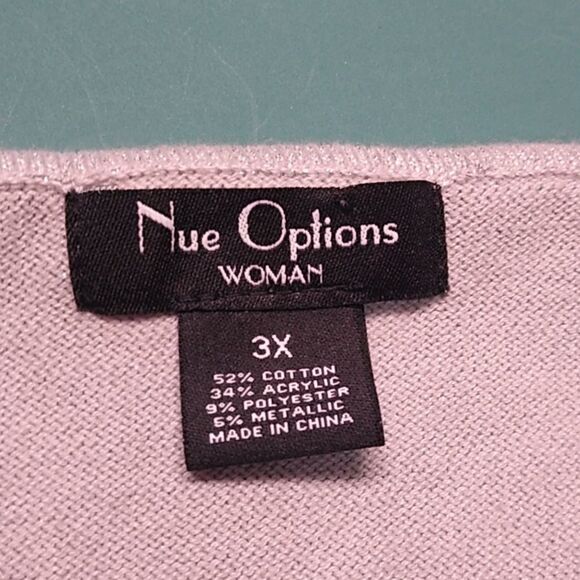 Nue Options
WOMAN
3X
52% COTTON
34% ACRYLIC
9% POLYESTER
5% METALLIC
MADE IN CHINA